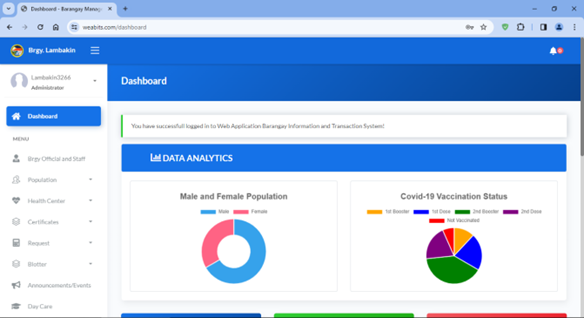 Dashboard - Barangay Manag
weabits.com/dashboard
Brgy. Lambakin
Lambakin3266
Administrator
Dashboard
Dashboard
You have successfull logged in to Web Application Barangay Information and Transaction System!
MENU
Brgy Official and Staff
Population
Health Center
Certificates
Request
Blotter
Announcements/Events
Day Care
DATA ANALYTICS
Male and Female Population
Male Female
Covid-19 Vaccination Status
1st Booster 1st Dose 2nd Booster 2nd Dose
Not Vaccinated